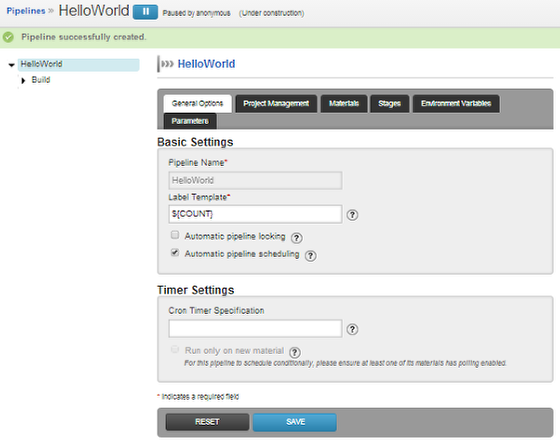 Pipelines » HelloWorld Paused by anonymous (Under construction)
Pipeline successfully created.
HelloWorld
Build
HelloWorld
General Options Project Management Materials Stages Environment Variables
Parameters
Basic Settings
Pipeline Name*
HelloWorld
Label Template*
${COUNT}
Automatic pipeline locking ?
Automatic pipeline scheduling ?
Timer Settings
Cron Timer Specification
?
Run only on new material ?
For this pipeline to schedule conditionally, please ensure at least one of its materials has polling enabled.
* Indicates a required field
RESET SAVE